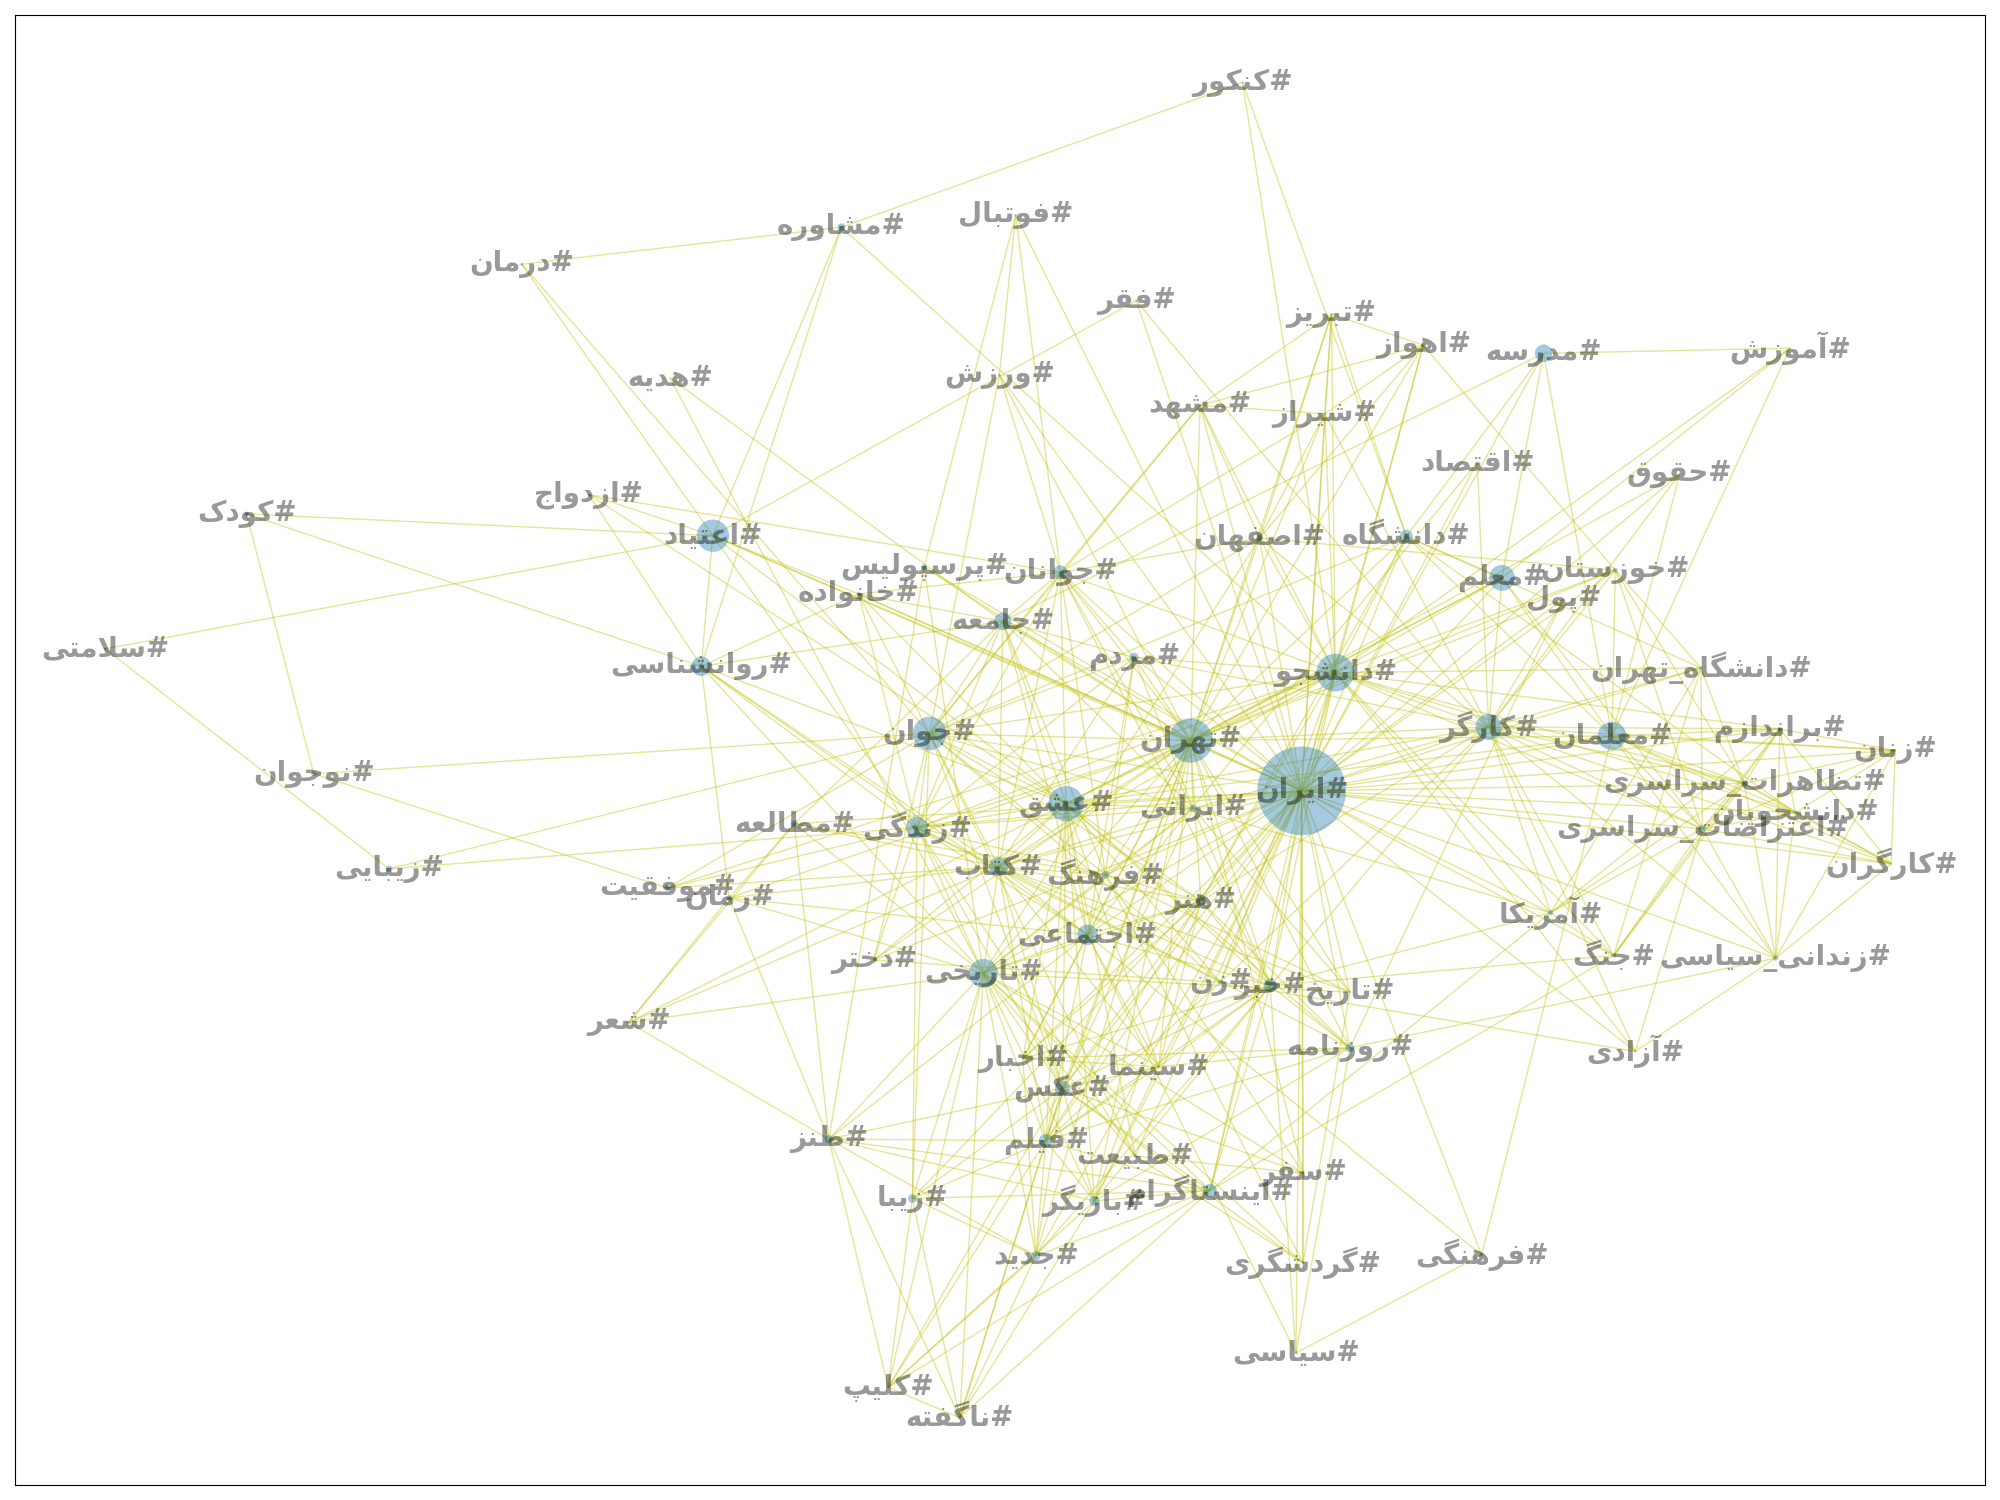 #کنکور
#فوتبال
#مشاوره
#درمان
#فقر
#تبریز
#اهواز
#مدرسه
#آموزش
#هدیه
#ورزش
#مشهد
#شیراز
#اقتصاد
#حقوق
#ازدواج
#کودک
#اعتیاد
#اصفهان
#دانشگاه
#پرسپولیس
#جوانان
#معلم
#خوزستان
#خانواده
#پول
#جامعه
#سلامتی
#روانشناسی
#مردم
#دانشجو
#دانشگاه_تهران
#جوان
#تهران
#کارگر
#معلمان
#براندازم
#زنان
#نوجوان
#ایران
#تظاهرات_سراسری
#عشق
#ایرانی
#دانشجویان
#مطالعه
#زندگی
#اعتراضات_سراسری
#زیبایی
#کتاب
#فرهنگ
#کارگران
#موفقیت
#رمان
#هنر
#آمریکا
#اجتماعی
#دختر
#جنگ
#زندانی_سیاسی
#تاریخی
#زن
#خبر
#تاریخ
#شعر
#اخبار
#سینما
#روزنامه
#آزادی
#عکس
#طنز
#فیلم
#طبیعت
#سفر
#زیبا
#بازیگر
#اینستاگرام
#جدید
#گردشگری
#فرهنگی
#سیاسی
#کلیپ
#ناگفته